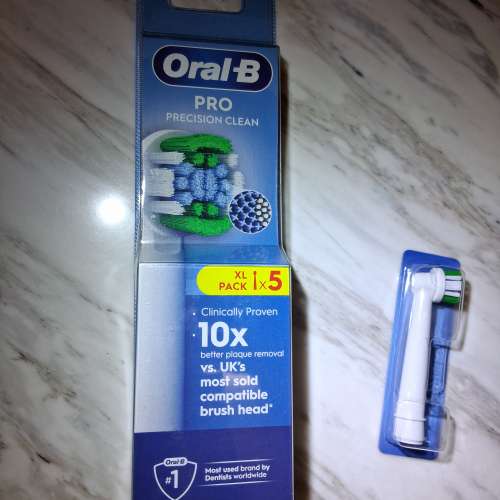 Oral-B
PRO
PRECISION CLEAN
XL
PACK x5
Clinically Proven
10x
better plaque removal
vs. UK's
most sold
compatible
brush head*
Oral-B
#1
Most used brand by
Dentists worldwide